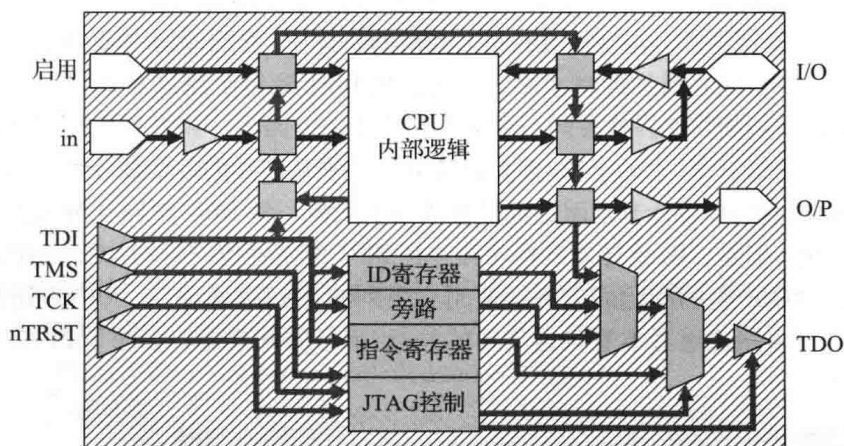 启用
I/O
CPU
内部逻辑
in
O/P
TDI
TMS
TCK
nTRST
ID寄存器
旁路
指令寄存器
JTAG控制
TDO